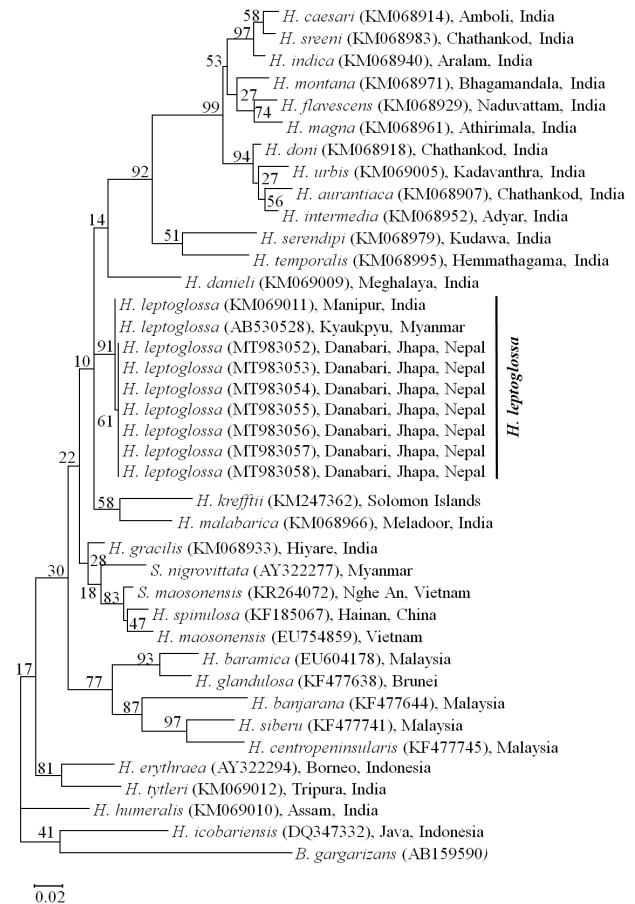 58
H. caesari (KM068914), Amboli, India
97
H. sreeni (KM068983), Chathankod, India
53
H. indica (KM068940), Aralam, India
H. montana (KM068971), Bhagamandala, India
27
99
H. flavescens (KM068929), Naduvattam, India
74
H. magna (KM068961), Athirimala, India
H. doni (KM068918), Chathankod, India
94
92
H. urbis (KM069005), Kadavanthra, India
27
H. aurantiaca (KM068907), Chathankod, India
56
14
H. intermedia (KM068952), Adyar, India
51
H. serendipi (KM068979), Kudawa, India
H. temporalis (KM068995), Hemmathagama, India
H. danieli (KM069009), Meghalaya, India
H. leptoglossa (KM069011), Manipur, India
H. leptoglossa (AB530528), Kyaukpyu, Myanmar
91
H. leptoglossa (MT983052), Danabari, Jhapa, Nepal
10
H. leptoglossa (MT983053), Danabari, Jhapa, Nepal
H. leptoglossa (MT983054), Danabari, Jhapa, Nepal
H. leptoglossa
H. leptoglossa (MT983055), Danabari, Jhapa, Nepal
61
H. leptoglossa (MT983056), Danabari, Jhapa, Nepal
22
H. leptoglossa (MT983057), Danabari, Jhapa, Nepal
H. leptoglossa (MT983058), Danabari, Jhapa, Nepal
58
H. krefftii (KM247362), Solomon Islands
H. malabarica (KM068966), Meladoor, India
H. gracilis (KM068933), Hiyare, India
28
30
S. nigrovittata (AY322277), Myanmar
18
83
S. maosonensis (KR264072), Nghe An, Vietnam
H. spinulosa (KF185067), Hainan, China
47
H. maosonensis (EU754859), Vietnam
93
H. baramica (EU604178), Malaysia
17
77
H. glandulosa (KF477638), Brunei
87
H. banjarana (KF477644), Malaysia
97
H. siberu (KF477741), Malaysia
H. centropeninsularis (KF477745), Malaysia
81
H. erythraea (AY322294), Borneo, Indonesia
H. tytleri (KM069012), Tripura, India
H. humeralis (KM069010), Assam, India
41
H. icobariensis (DQ347332), Java, Indonesia
B. gargarizans (AB159590)
0.02